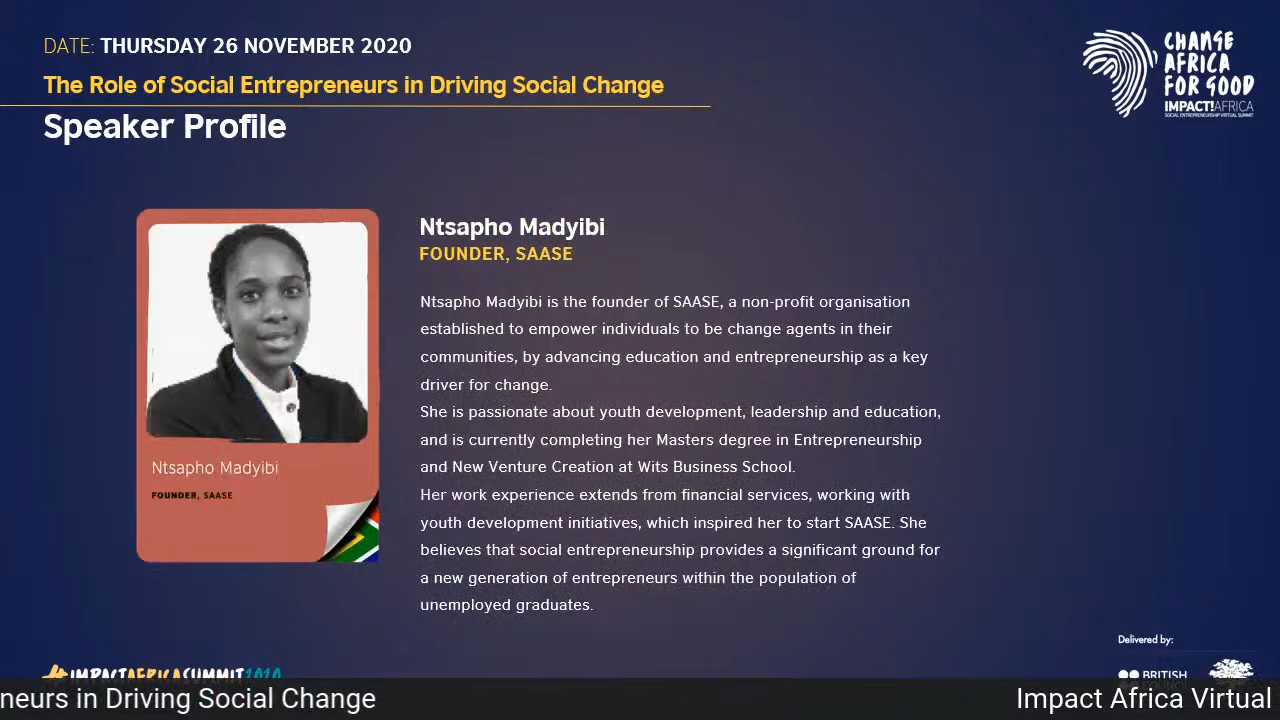 DATE: THURSDAY 26 NOVEMBER 2020
The Role of Social Entrepreneurs in Driving Social Change
Speaker Profile
CHANGE
AFRICA
FOR GOOD
IMPACT!AFRICA
SOCIAL ENTREPRENEURSHIP VIRTUAL SUMMIT
Ntsapho Madyibi
FOUNDER, SAASE
Ntsapho Madyibi is the founder of SAASE, a non-profit organisation
established to empower individuals to be change agents in their
communities, by advancing education and entrepreneurship as a key
driver for change.
She is passionate about youth development, leadership and education,
and is currently completing her Masters degree in Entrepreneurship
and New Venture Creation at Wits Business School.
Her work experience extends from financial services, working with
youth development initiatives, which inspired her to start SAASE. She
believes that social entrepreneurship provides a significant ground for
a new generation of entrepreneurs within the population of
unemployed graduates.
Ntsapho Madyibi
FOUNDER, SAASE
Delivered by:
#IMPACTAFRICASUMMIT2020
BRITISH
COUNCIL
neurs in Driving Social Change
Impact Africa Virtual